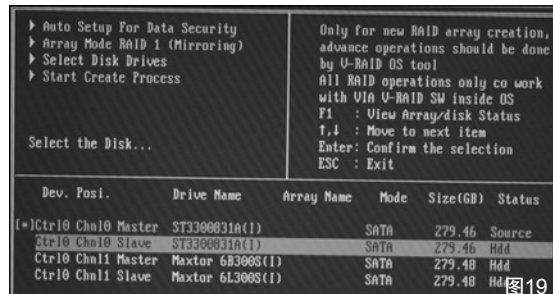 Auto Setup For Data Security
Array Mode RAID 1 (Mirroring)
Select Disk Drives
Start Create Process
Select the Disk...
Only for new RAID array creation,
advance operations should be done
by V-RAID OS tool
All RAID operations only co work
with VIA V-RAID SW inside OS
F1 : View Array/disk Status
↑,↓ : Move to next item
Enter: Confirm the selection
ESC : Exit
Dev. Posi. Drive Name Array Name Mode Size(GB) Status
[*]Ctrl0 Chnl0 Master ST3300831A(I) SATA 279.46 Source
Ctrl0 Chnl0 Slave ST3300831A(I) SATA 279.46 Hdd
Ctrl0 Chnl1 Master Maxtor 6B300S(I) SATA 279.48 Hdd
Ctrl0 Chnl1 Slave Maxtor 6L300S(I) SATA 279.48 Hdd
图19